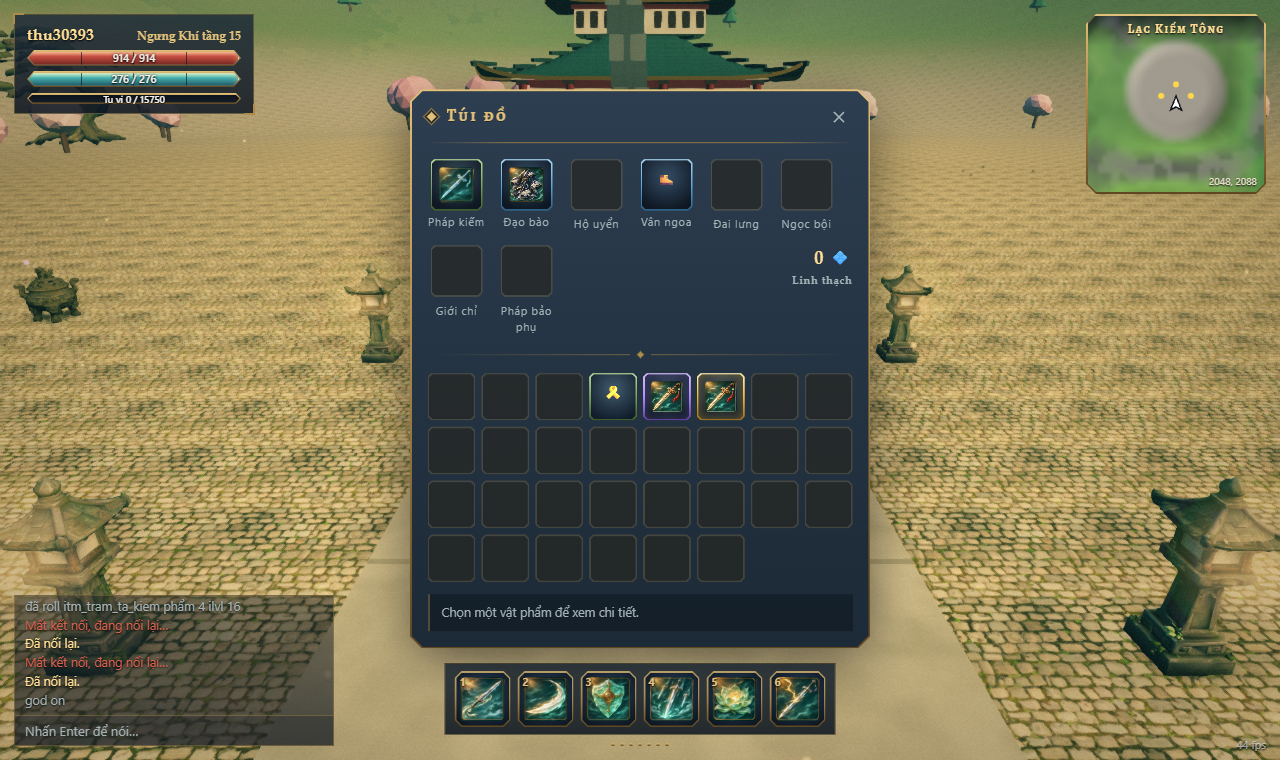 thu30393
Ngưng Khí tầng 15
914 / 914
276 / 276
Tu vi 0 / 15750
LẠC KIẾM TÔNG
2048, 2088
TÚI ĐỒ
Pháp kiếm
Đạo bào
Hộ uyển
Vân ngoa
Đai lưng
Ngọc bội
0
Linh thạch
Giới chỉ
Pháp bảo
phụ
Chọn một vật phẩm để xem chi tiết.
đã roll itm_tram_ta_kiem phẩm 4 ilvl 16
Mất kết nối, đang nối lại...
Đã nối lại.
Mất kết nối, đang nối lại...
Đã nối lại.
god on
Nhấn Enter để nói...
1
2
3
4
5
6
44 fps